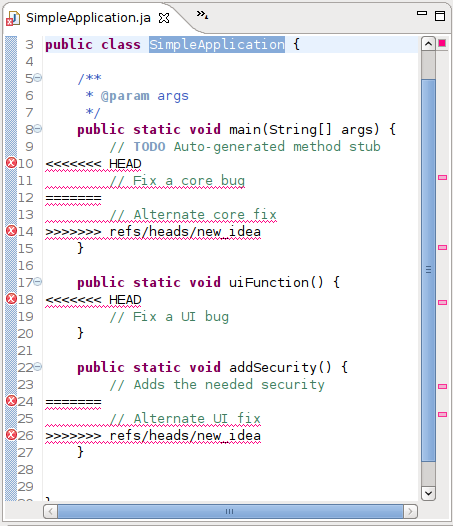 SimpleApplication.ja
3 public class SimpleApplication {
4
5 /**
6 * @param args
7 */
8 public static void main(String[] args) {
9 // TODO Auto-generated method stub
10 <<<<<<< HEAD
11 // Fix a core bug
12 =======
13 // Alternate core fix
14 >>>>>>> refs/heads/new_idea
15 }
16
17 public static void uiFunction() {
18 <<<<<<< HEAD
19 // Fix a UI bug
20 }
21
22 public static void addSecurity() {
23 // Adds the needed security
24 =======
25 // Alternate UI fix
26 >>>>>>> refs/heads/new_idea
27 }
28
29